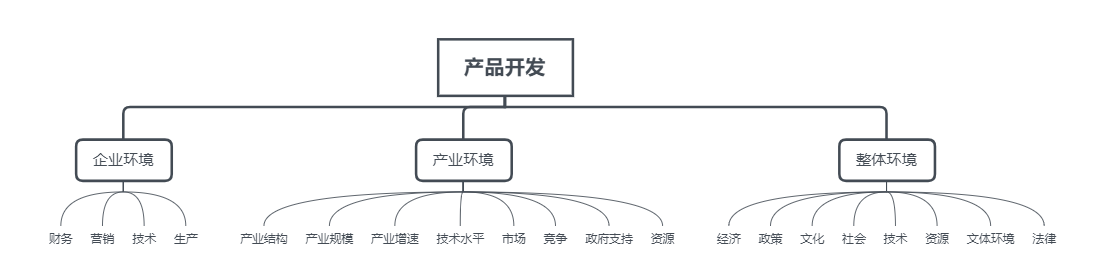 产品开发
企业环境
产业环境
整体环境
财务
营销
技术
生产
产业结构
产业规模
产业增速
技术水平
市场
竞争
政府支持
资源
经济
政策
文化
社会
技术
资源
文体环境
法律